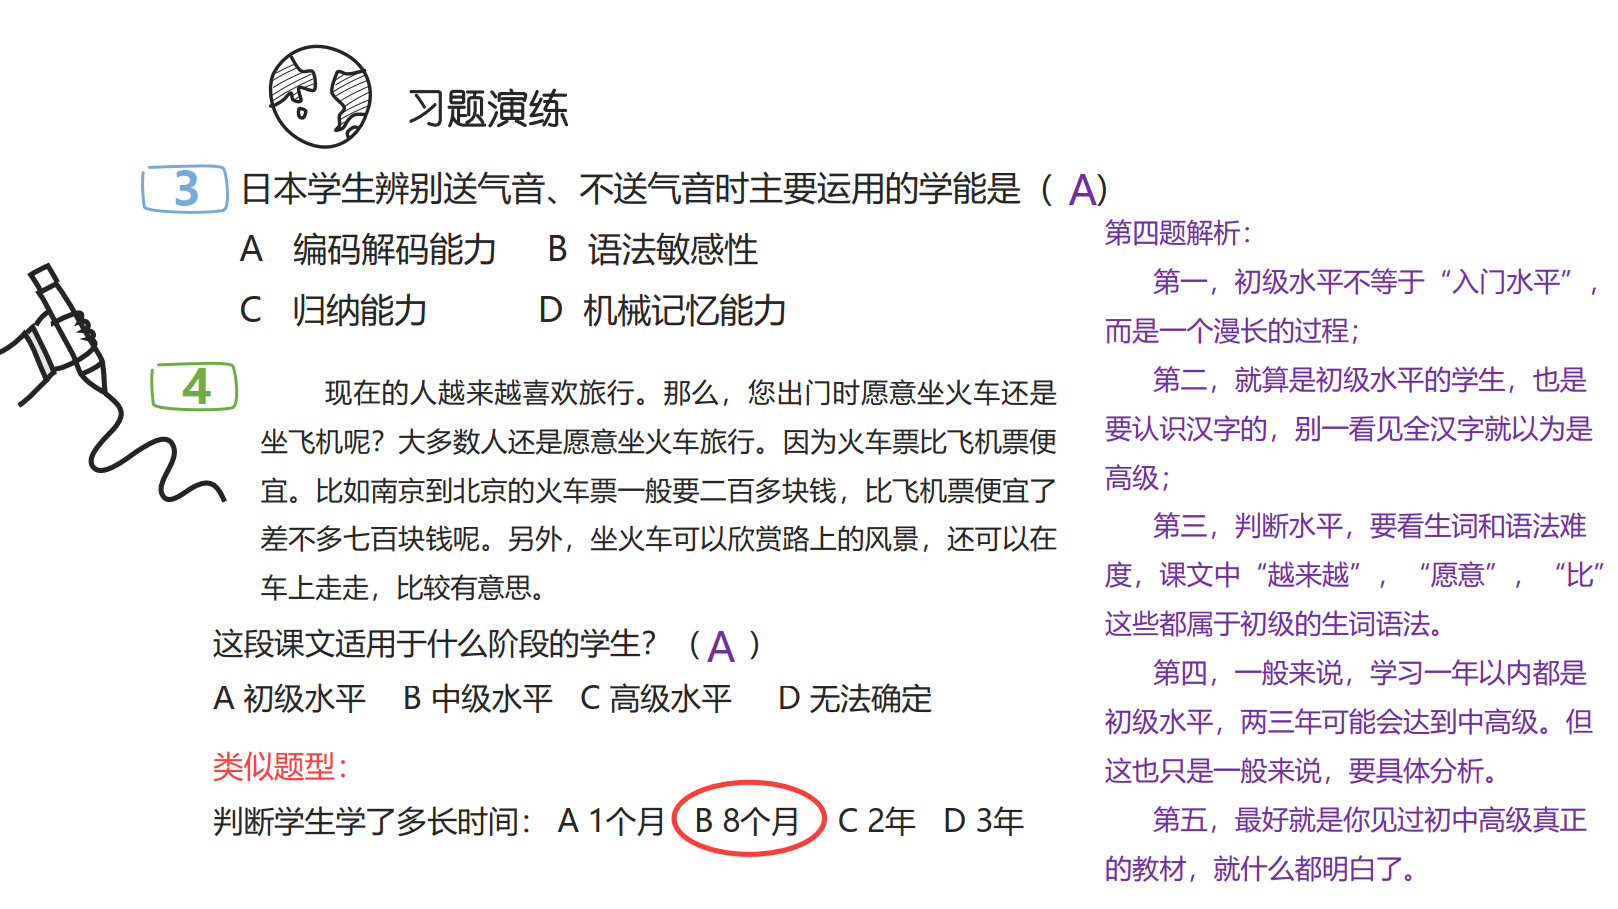 习题演练
3 日本学生辨别送气音、不送气音时主要运用的学能是（ A）
A 编码解码能力 B 语法敏感性
C 归纳能力 D 机械记忆能力
4 现在的人越来越喜欢旅行。那么，您出门时愿意坐火车还是
坐飞机呢？大多数人还是愿意坐火车旅行。因为火车票比飞机票便
宜。比如南京到北京的火车票一般要二百多块钱，比飞机票便宜了
差不多七百块钱呢。另外，坐火车可以欣赏路上的风景，还可以在
车上走走，比较有意思。
这段课文适用于什么阶段的学生？（ A ）
A 初级水平 B 中级水平 C 高级水平 D 无法确定
类似题型：
判断学生学了多长时间： A 1个月 B 8个月 C 2年 D 3年
第四题解析：
第一，初级水平不等于“入门水平”，
而是一个漫长的过程；
第二，就算是初级水平的学生，也是
要认识汉字的，别一看见全汉字就以为是
高级；
第三，判断水平，要看生词和语法难
度，课文中“越来越”，“愿意”，“比”
这些都属于初级的生词语法。
第四，一般来说，学习一年以内都是
初级水平，两三年可能会达到中高级。但
这也只是一般来说，要具体分析。
第五，最好就是你见过初中高级真正
的教材，就什么都明白了。